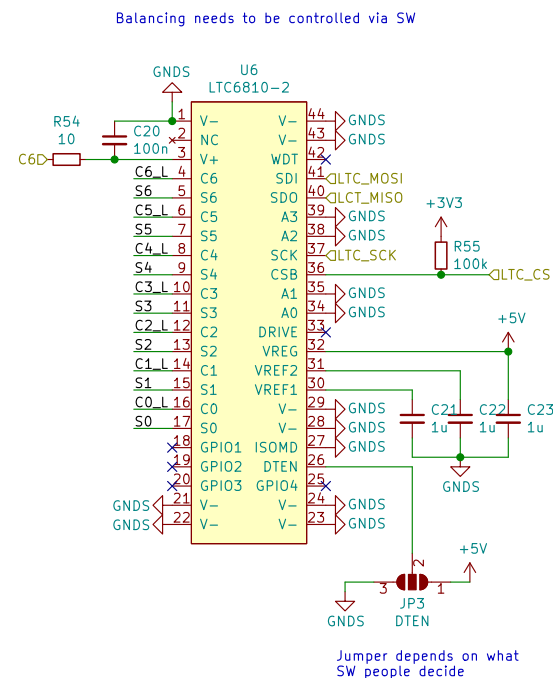 Balancing needs to be controlled via SW
GNDS
U6
LTC6810-2
R54
10
C6
C20
100n
1 V-
2 NC
3 V+
C6_L 4 C6
S6 5 S6
C5_L 6 C5
S5 7 S5
C4_L 8 C4
S4 9 S4
C3_L 10 C3
S3 11 S3
C2_L 12 C2
S2 13 S2
C1_L 14 C1
S1 15 S1
C0_L 16 C0
S0 17 S0
18 GPIO1
19 GPIO2
20 GPIO3
GNDS 21 V-
GNDS 22 V-
V- 44 GNDS
V- 43 GNDS
WDT 42
SDI 41 LTC_MOSI
SDO 40 LCT_MISO
A3 39 GNDS
A2 38 GNDS
SCK 37 LTC_SCK
CSB 36
A1 35 GNDS
A0 34 GNDS
DRIVE 33
VREG 32
VREF2 31
VREF1 30
V- 29 GNDS
V- 28 GNDS
ISOMD 27 GNDS
DTEN 26
GPIO4 25
V- 24 GNDS
V- 23 GNDS
+3V3
R55
100k
LTC_CS
+5V
C21
1u
C22
1u
C23
1u
GNDS
+5V
2
3
1
JP3
DTEN
GNDS
Jumper depends on what
SW people decide